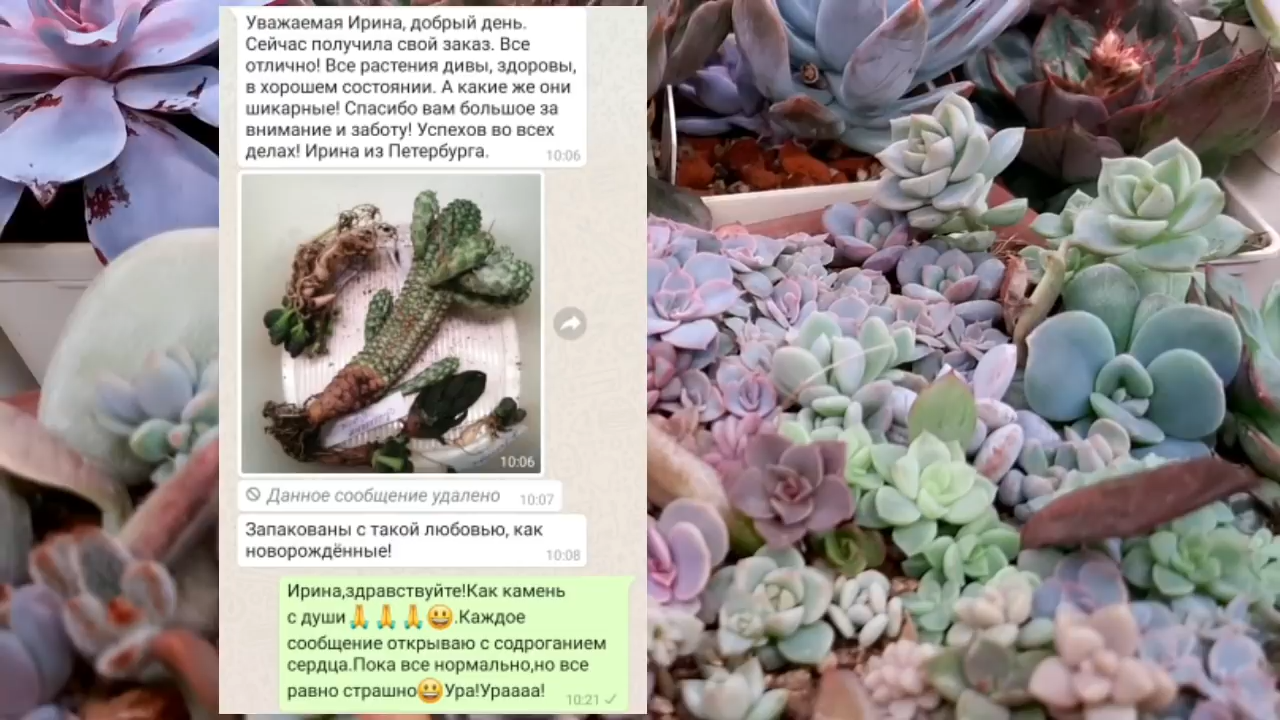 Уважаемая Ирина, добрый день.
Сейчас получила свой заказ. Все
отлично! Все растения дивы, здоровы,
в хорошем состоянии. А какие же они
шикарные! Спасибо вам большое за
внимание и заботу! Успехов во всех
делах! Ирина из Петербурга.
10:06
10:06
Данное сообщение удалено
10:07
Запакованы с такой любовью, как
новорождённые!
10:08
Ирина,здравствуйте!Как камень
с души🙏🙏🙏😀.Каждое
сообщение открываю с содроганием
сердца.Пока все нормально,но все
равно страшно😀Ура!Ураааа!
10:21